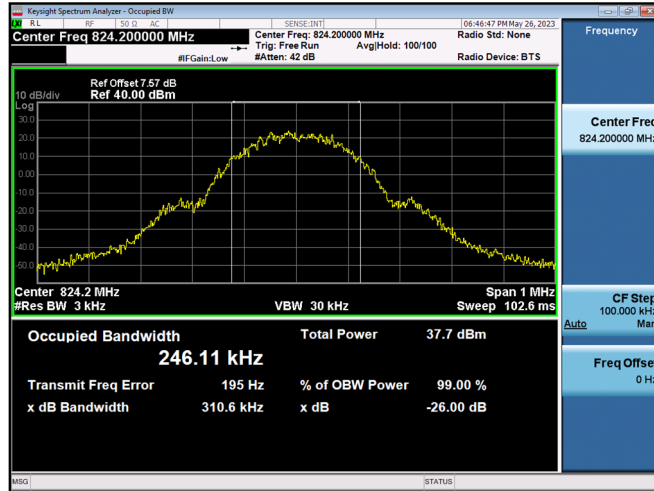 Keysight Spectrum Analyzer - Occupied BW
RL RF 50 Ω AC SENSE:INT 06:46:47 PM May 26, 2023
Center Freq 824.200000 MHz Center Freq: 824.200000 MHz Radio Std: None Frequency
Trig: Free Run Avg|Hold: 100/100
#IFGain:Low #Atten: 42 dB Radio Device: BTS
Ref Offset 7.57 dB
10 dB/div Ref 40.00 dBm
Log
30.0
20.0
10.0
0.00
-10.0
-20.0
-30.0
-40.0
-50.0
Center 824.2 MHz Span 1 MHz
#Res BW 3 kHz VBW 30 kHz Sweep 102.6 ms
Occupied Bandwidth Total Power 37.7 dBm
246.11 kHz
Transmit Freq Error 195 Hz % of OBW Power 99.00 %
x dB Bandwidth 310.6 kHz x dB -26.00 dB
Center Freq
824.200000 MHz
CF Step
100.000 kHz
Auto Man
Freq Offset
0 Hz
MSG STATUS